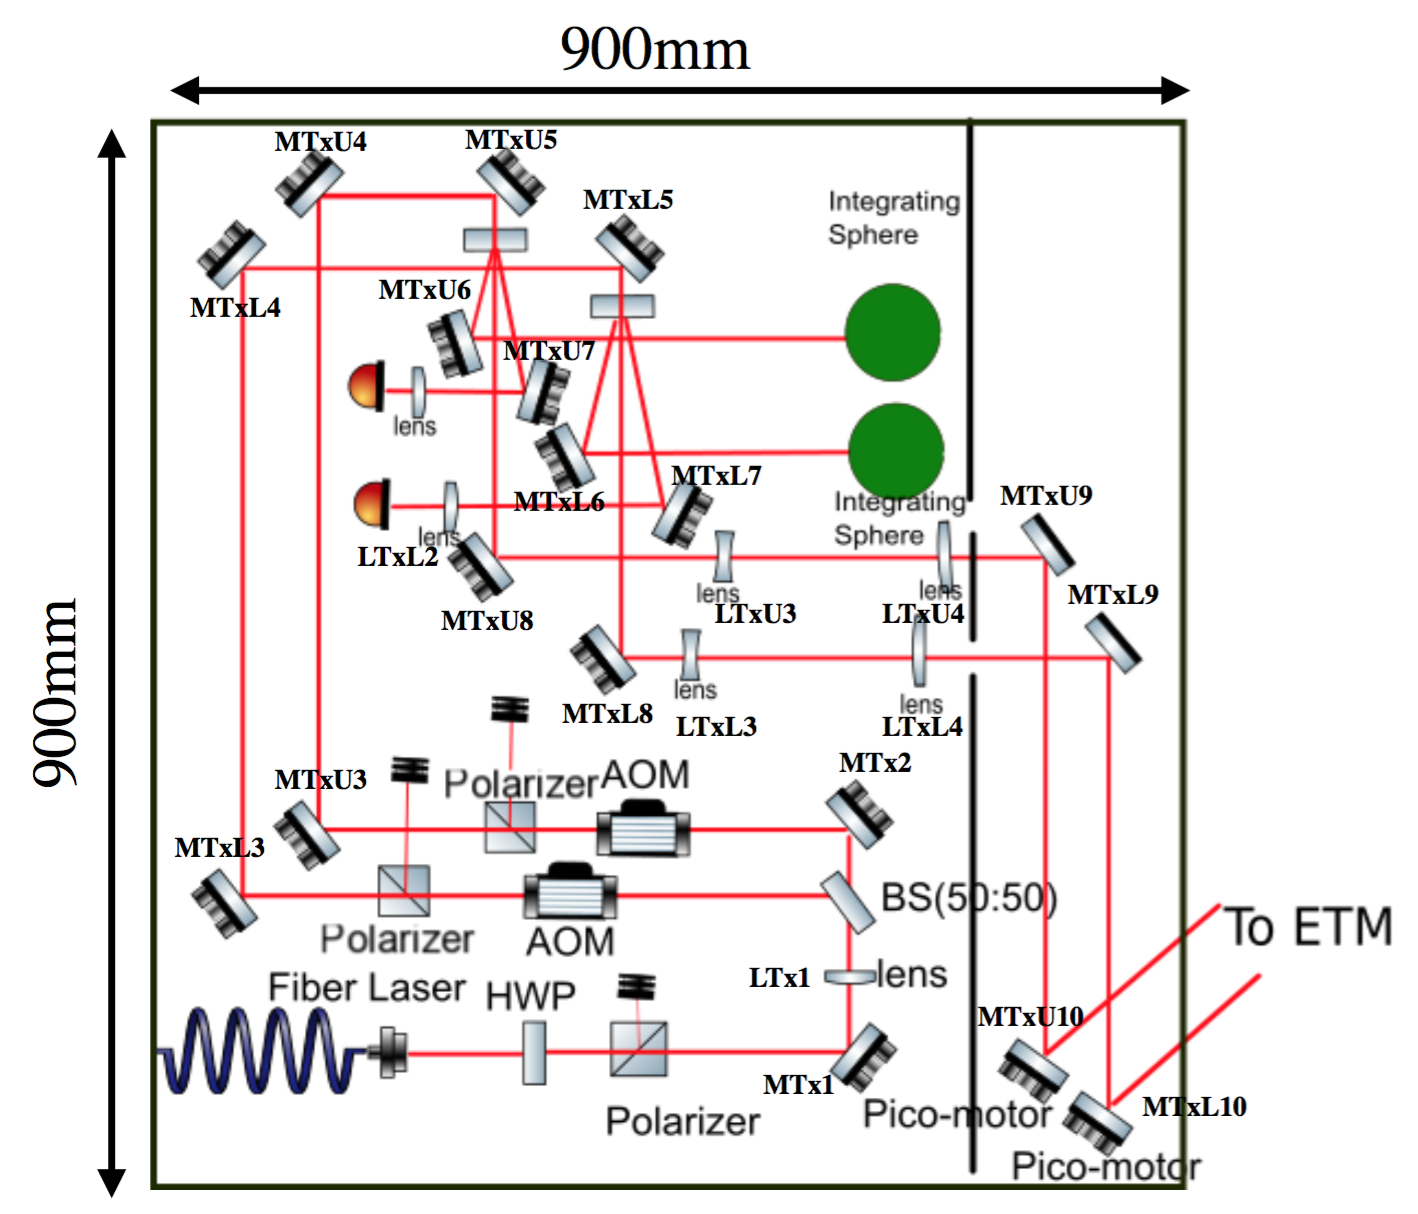 900mm
900mm
MTxU4
MTxU5
MTxL5
Integrating
Sphere
MTxL4
MTxU6
MTxU7
lens
MTxL6
MTxL7
Integrating
Sphere
MTxU9
lens
LTxL2
MTxU8
lens
LTxU3
lens
LTxU4
MTxL9
MTxL8
lens
LTxL3
lens
LTxL4
MTxU3
Polarizer
AOM
MTx2
MTxL3
Polarizer
AOM
BS(50:50)
To ETM
Fiber Laser
HWP
LTx1
lens
MTxU10
MTx1
Polarizer
Pico-motor
MTxL10
Pico-motor